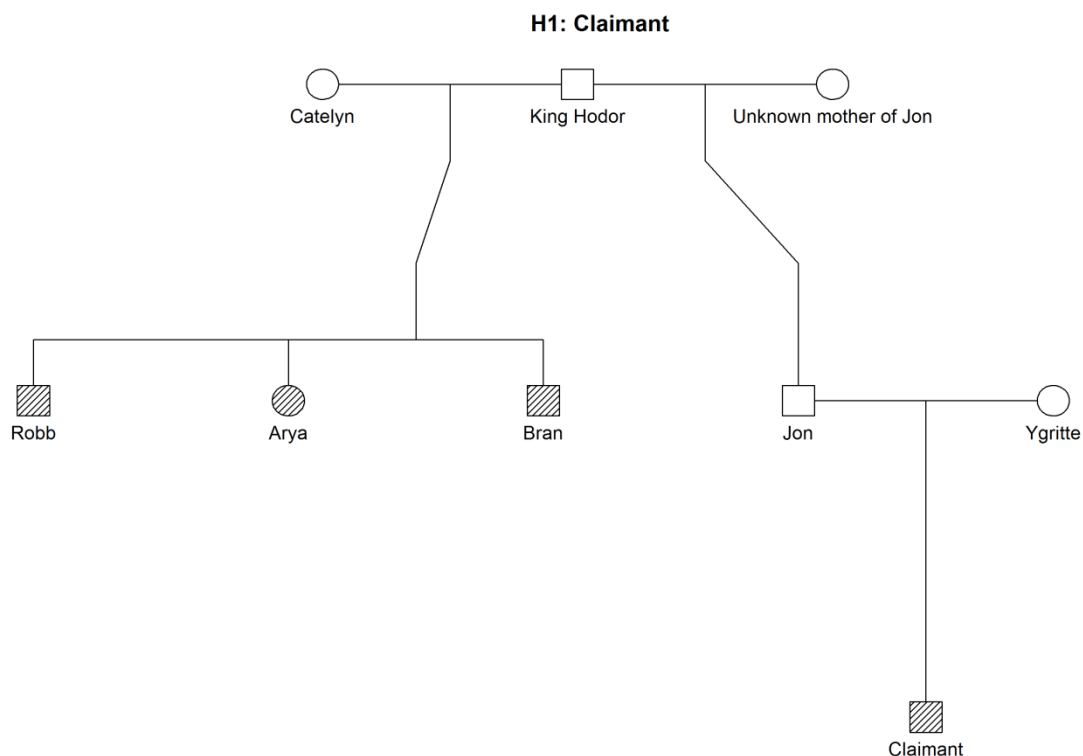 H1: Claimant
Catelyn
King Hodor
Unknown mother of Jon
Robb
Arya
Bran
Jon
Ygritte
Claimant